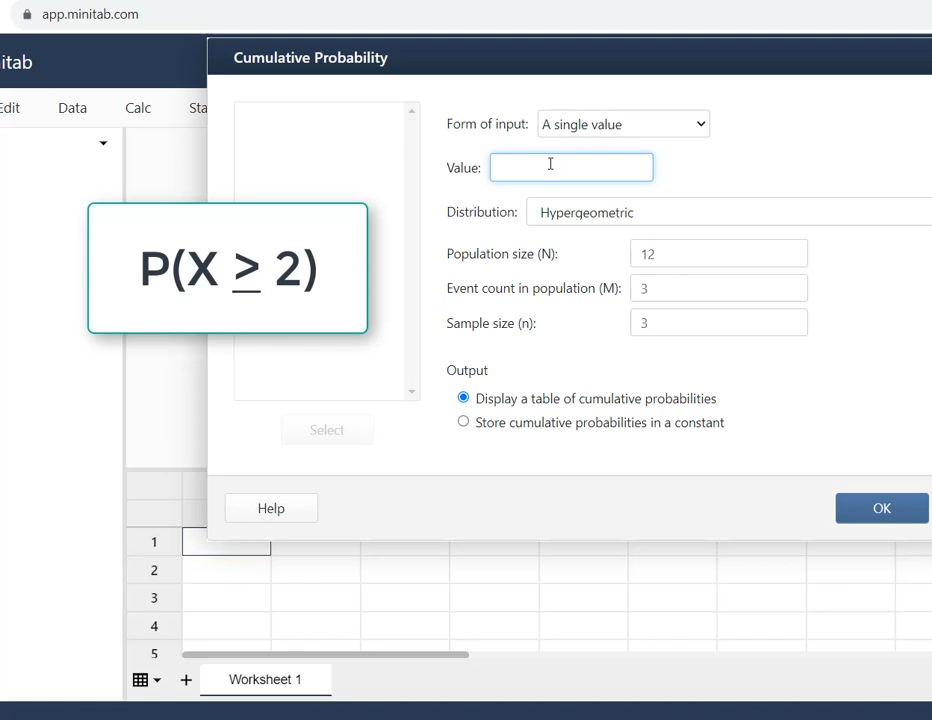 app.minitab.com
itab
Cumulative Probability
Edit Data Calc Sta
Form of input: A single value
Value:
Distribution: Hypergeometric
P(X ≥ 2)
Population size (N): 12
Event count in population (M): 3
Sample size (n): 3
Output
Display a table of cumulative probabilities
Store cumulative probabilities in a constant
Select
Help OK
1
2
3
4
5
+ Worksheet 1